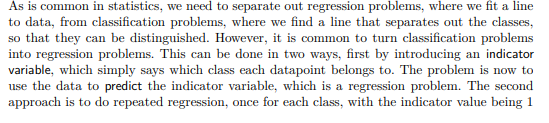 As is common in statistics, we need to separate out regression problems, where we fit a line
to data, from classification problems, where we find a line that separates out the classes,
so that they can be distinguished. However, it is common to turn classification problems
into regression problems. This can be done in two ways, first by introducing an indicator
variable, which simply says which class each datapoint belongs to. The problem is now to
use the data to predict the indicator variable, which is a regression problem. The second
approach is to do repeated regression, once for each class, with the indicator value being 1